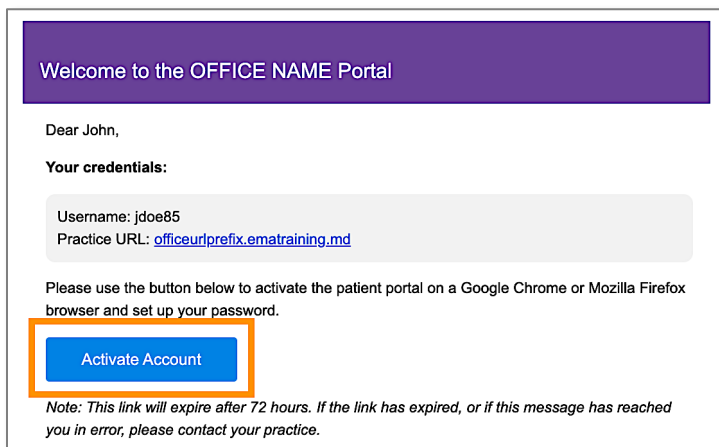 Welcome to the OFFICE NAME Portal
Dear John,
Your credentials:
Username: jdoe85
Practice URL: officeurlprefix.ematraining.md
Please use the button below to activate the patient portal on a Google Chrome or Mozilla Firefox
browser and set up your password.
Activate Account
Note: This link will expire after 72 hours. If the link has expired, or if this message has reached
you in error, please contact your practice.